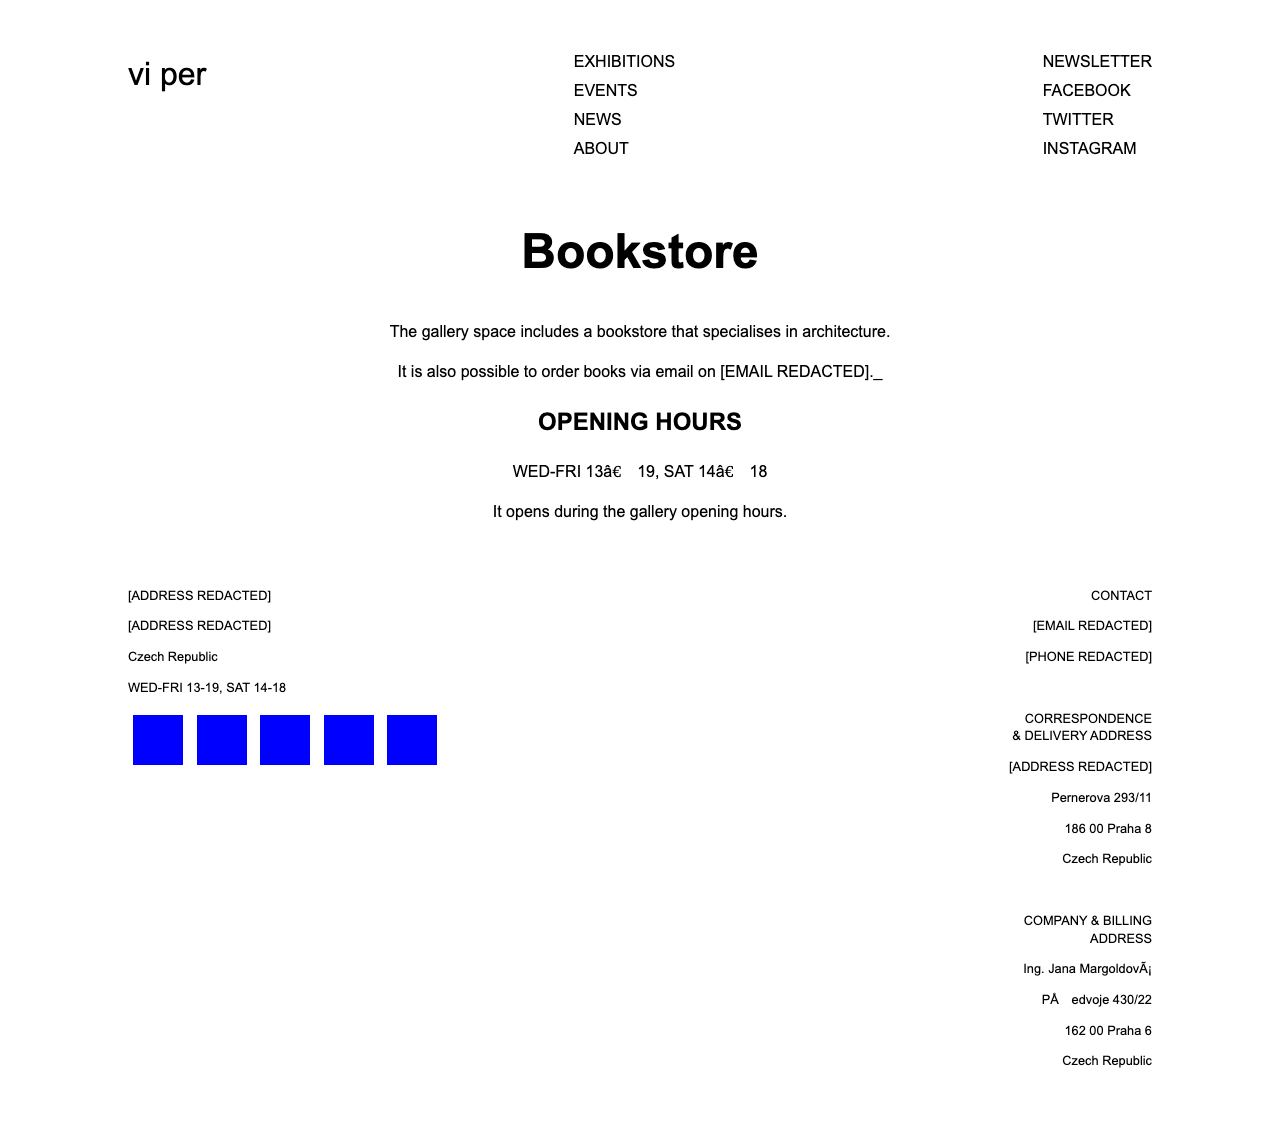 vi per
EXHIBITIONS
EVENTS
NEWS
ABOUT
NEWSLETTER
FACEBOOK
TWITTER
INSTAGRAM
Bookstore
The gallery space includes a bookstore that specialises in architecture.
It is also possible to order books via email on [EMAIL REDACTED]._
OPENING HOURS
WED-FRI 13â€ 19, SAT 14â€ 18
It opens during the gallery opening hours.
[ADDRESS REDACTED]
[ADDRESS REDACTED]
Czech Republic
WED-FRI 13-19, SAT 14-18
CONTACT
[EMAIL REDACTED]
[PHONE REDACTED]
CORRESPONDENCE
& DELIVERY ADDRESS
[ADDRESS REDACTED]
Pernerova 293/11
186 00 Praha 8
Czech Republic
COMPANY & BILLING
ADDRESS
Ing. Jana MargoldovÃ¡
PÅ edvoje 430/22
162 00 Praha 6
Czech Republic